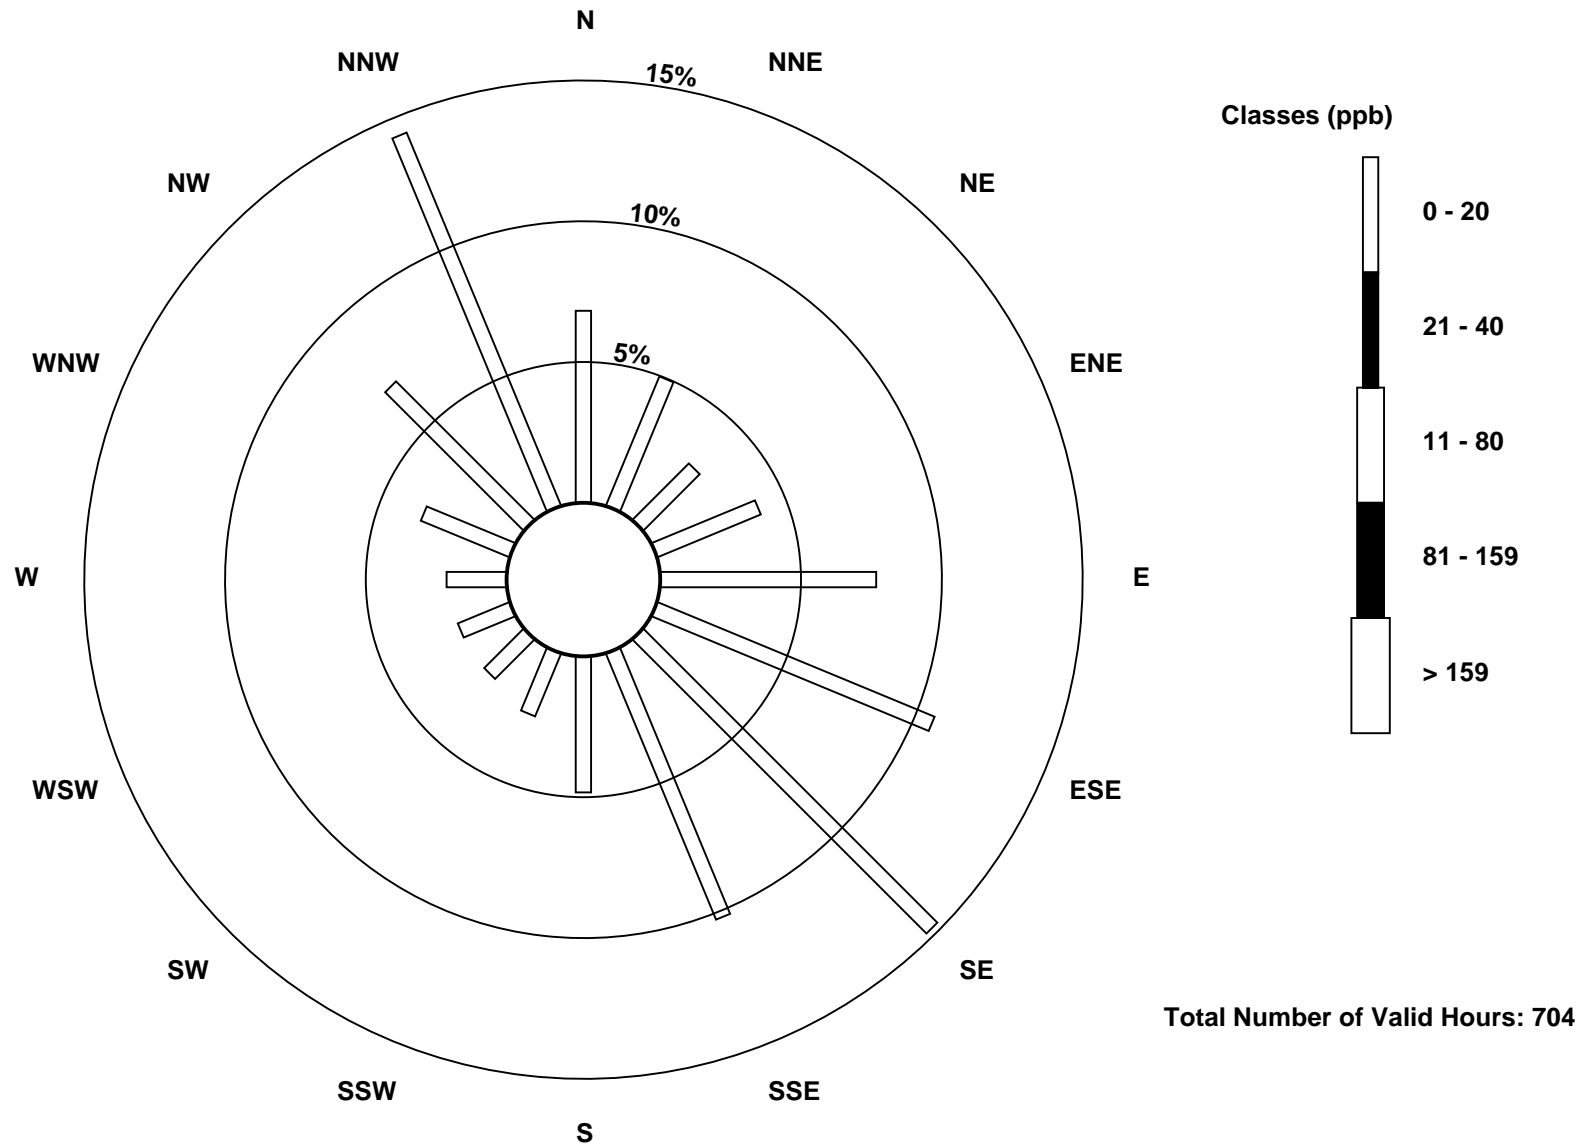 N
NNW
NNE
15%
Classes (ppb)
NW
NE
0 - 20
10%
21 - 40
5%
WNW
ENE
11 - 80
81 - 159
W
E
> 159
WSW
ESE
SW
SE
Total Number of Valid Hours: 704
SSW
SSE
S